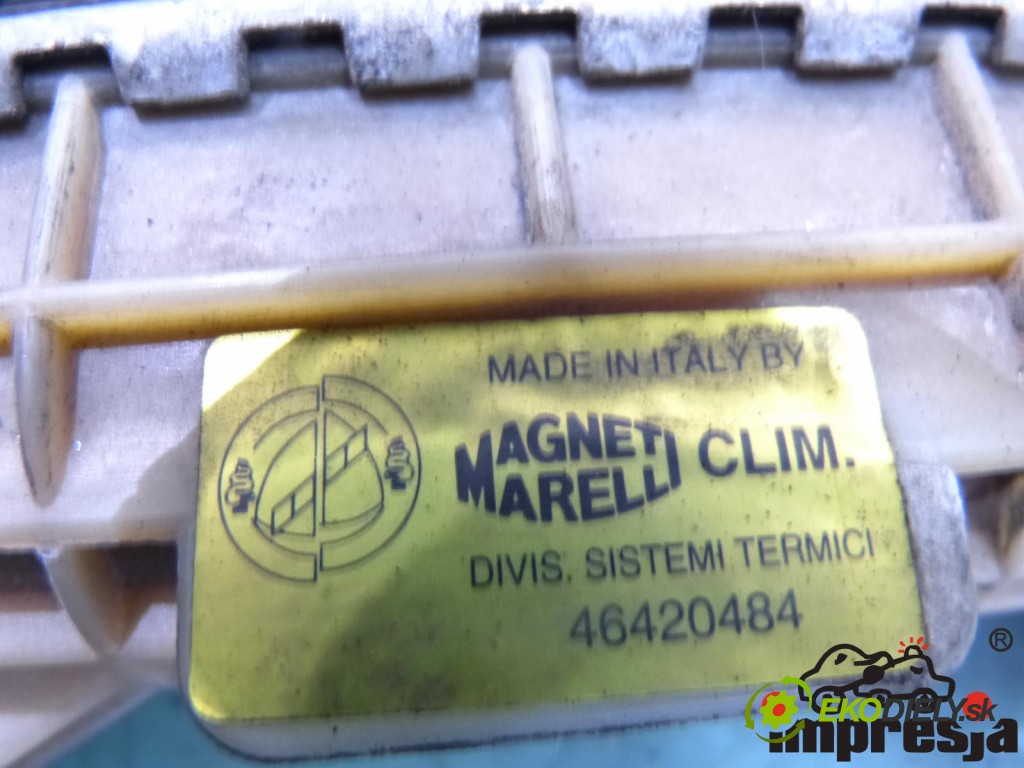 MADE IN ITALY BY
MAGNETI MARELLI CLIM.
DIVIS. SISTEMI TERMICI
46420484
®
EKODIELY.sk
impresja